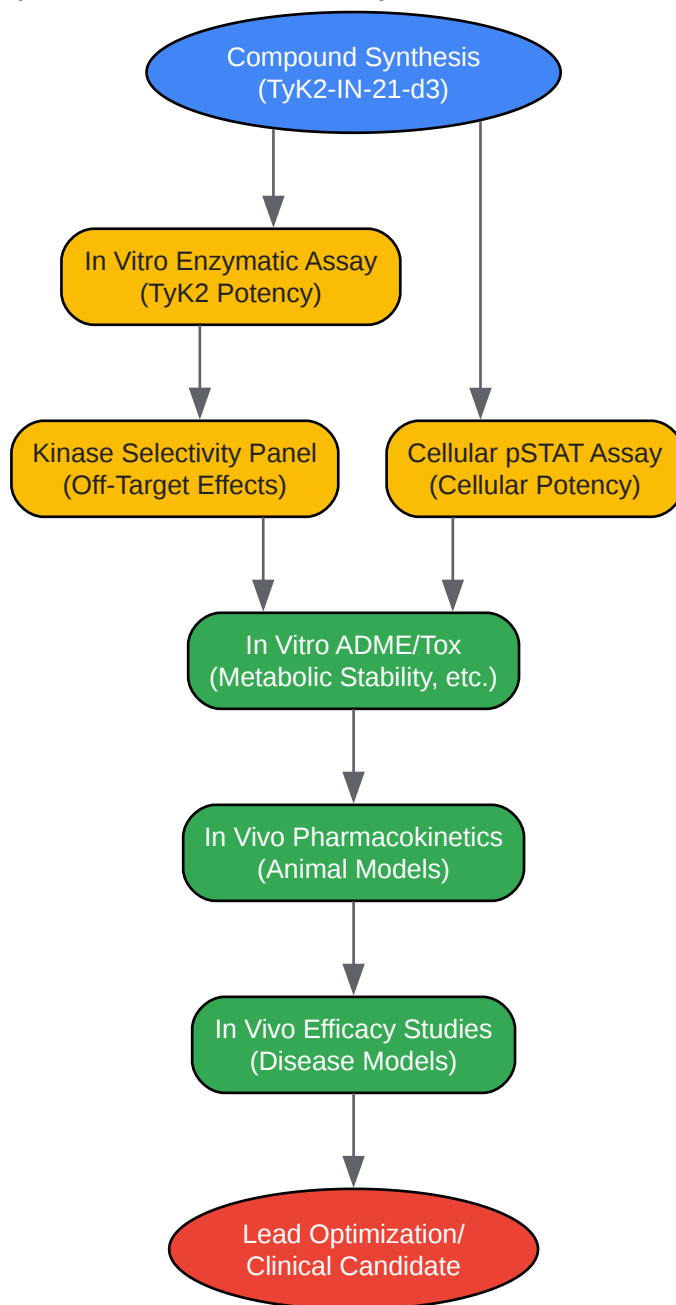 Compound Synthesis
(TyK2-IN-21-d3)
In Vitro Enzymatic Assay
(TyK2 Potency)
Kinase Selectivity Panel
(Off-Target Effects)
Cellular pSTAT Assay
(Cellular Potency)
In Vitro ADME/Tox
(Metabolic Stability, etc.)
In Vivo Pharmacokinetics
(Animal Models)
In Vivo Efficacy Studies
(Disease Models)
Lead Optimization/
Clinical Candidate